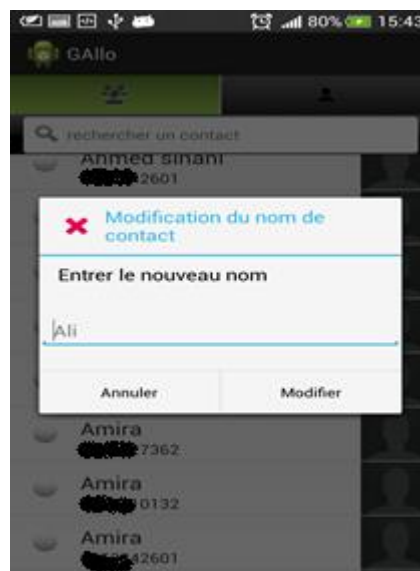 80% 15:43
GAllo
rechercher un contact
Ahmed sinani
2601
Modification du nom de
contact
Entrer le nouveau nom
Ali
Annuler Modifier
Amira
7362
Amira
0132
Amira
42601